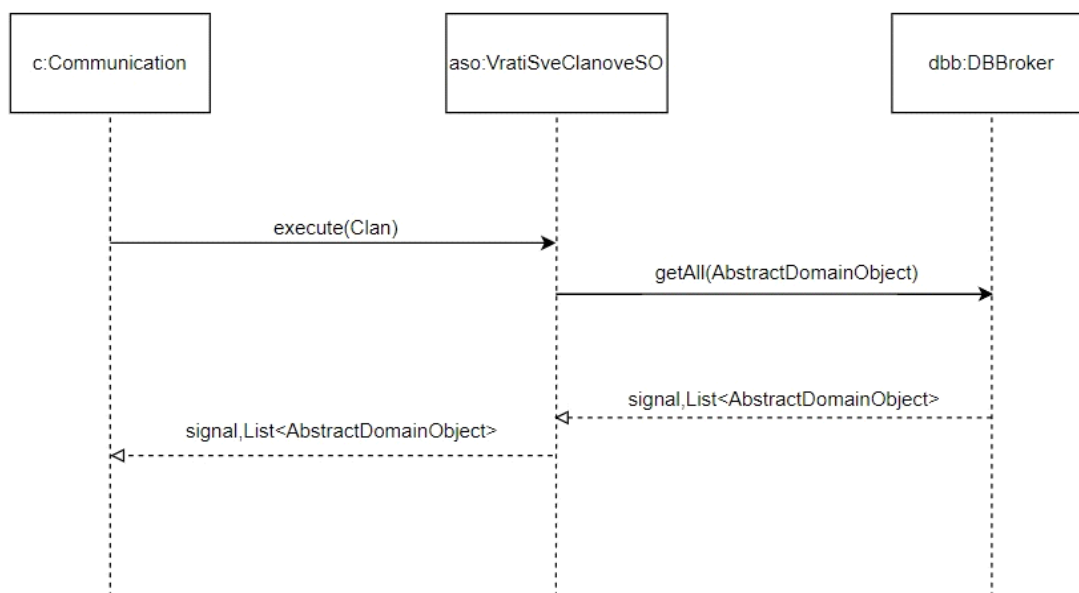 c:Communication
aso:VratiSveClanoveSO
dbb:DBBroker
execute(Clan)
getAll(AbstractDomainObject)
signal,List<AbstractDomainObject>
signal,List<AbstractDomainObject>